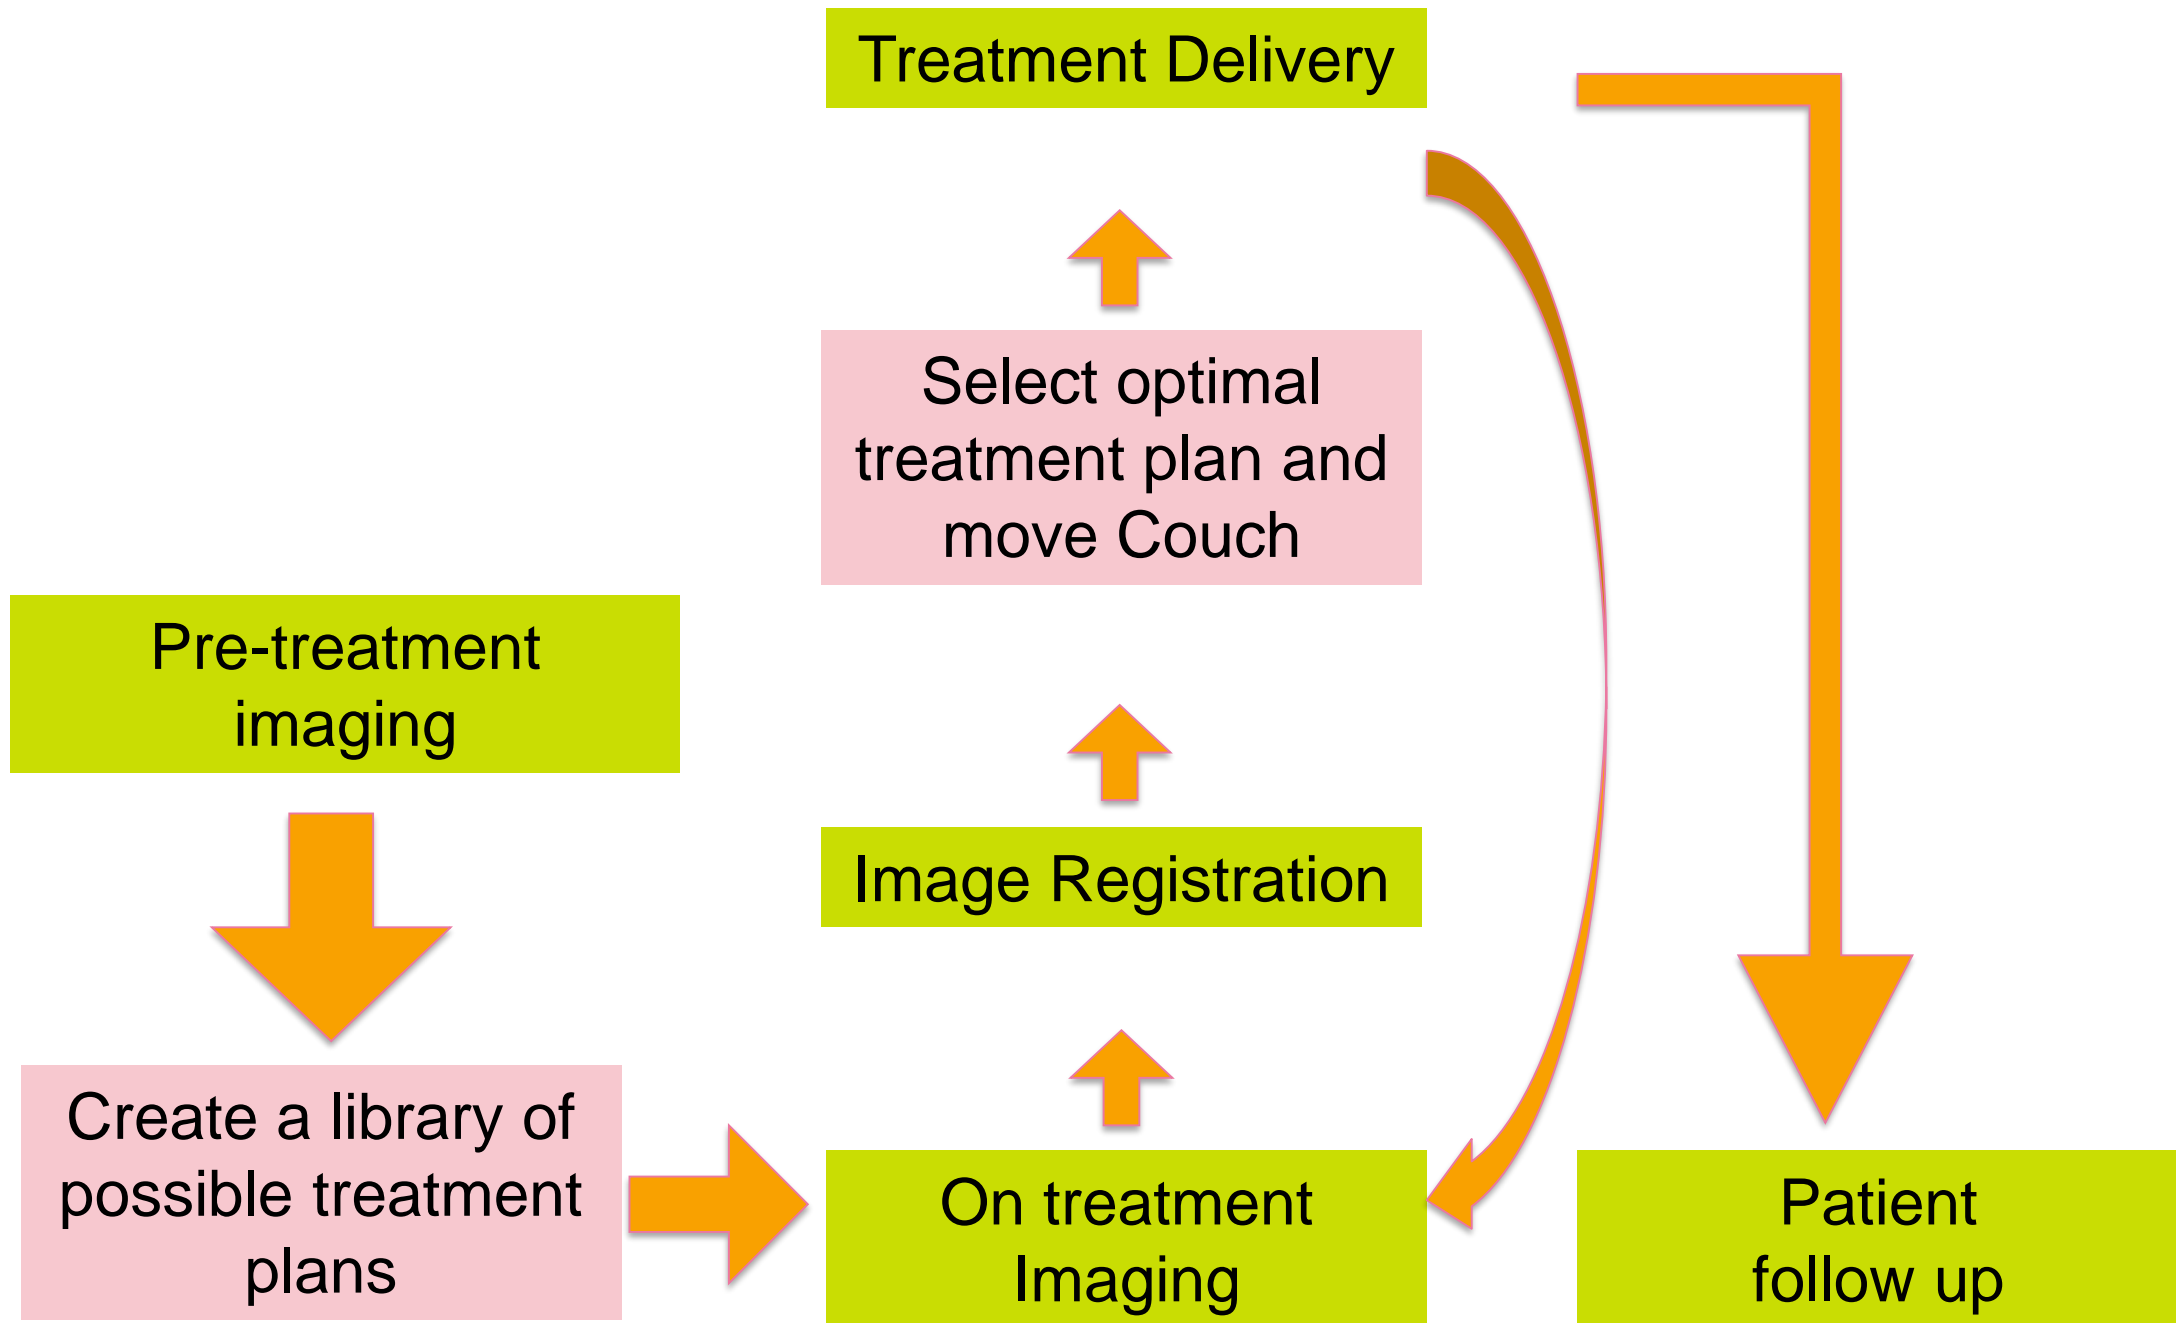 Treatment Delivery
Select optimal
treatment plan and
move Couch
Pre-treatment
imaging
Image Registration
Create a library of
possible treatment
plans
On treatment
Imaging
Patient
follow up